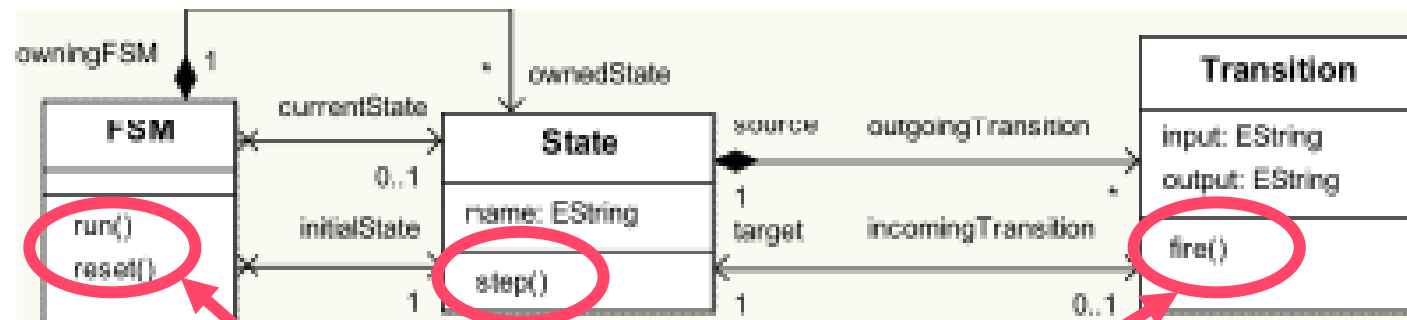 owningFSM
1
*
ownedState
FSM
run()
reset()
currentState
0..1
initialState
1
State
name: EString
step()
source
outgoingTransition
1
*
target
incomingTransition
1
0..1
Transition
input: EString
output: EString
fire()